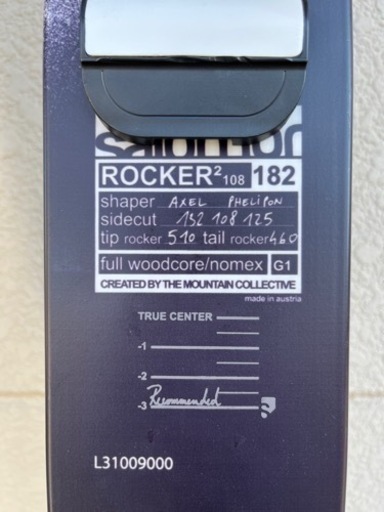 salomon
ROCKER² 108 182
shaper AXEL PHELIPON
sidecut 132 108 125
tip rocker 510 tail rocker 460
full woodcore/nomex G1
CREATED BY THE MOUNTAIN COLLECTIVE
made in austria
TRUE CENTER
-1
-2
-3 Recommended
L31009000